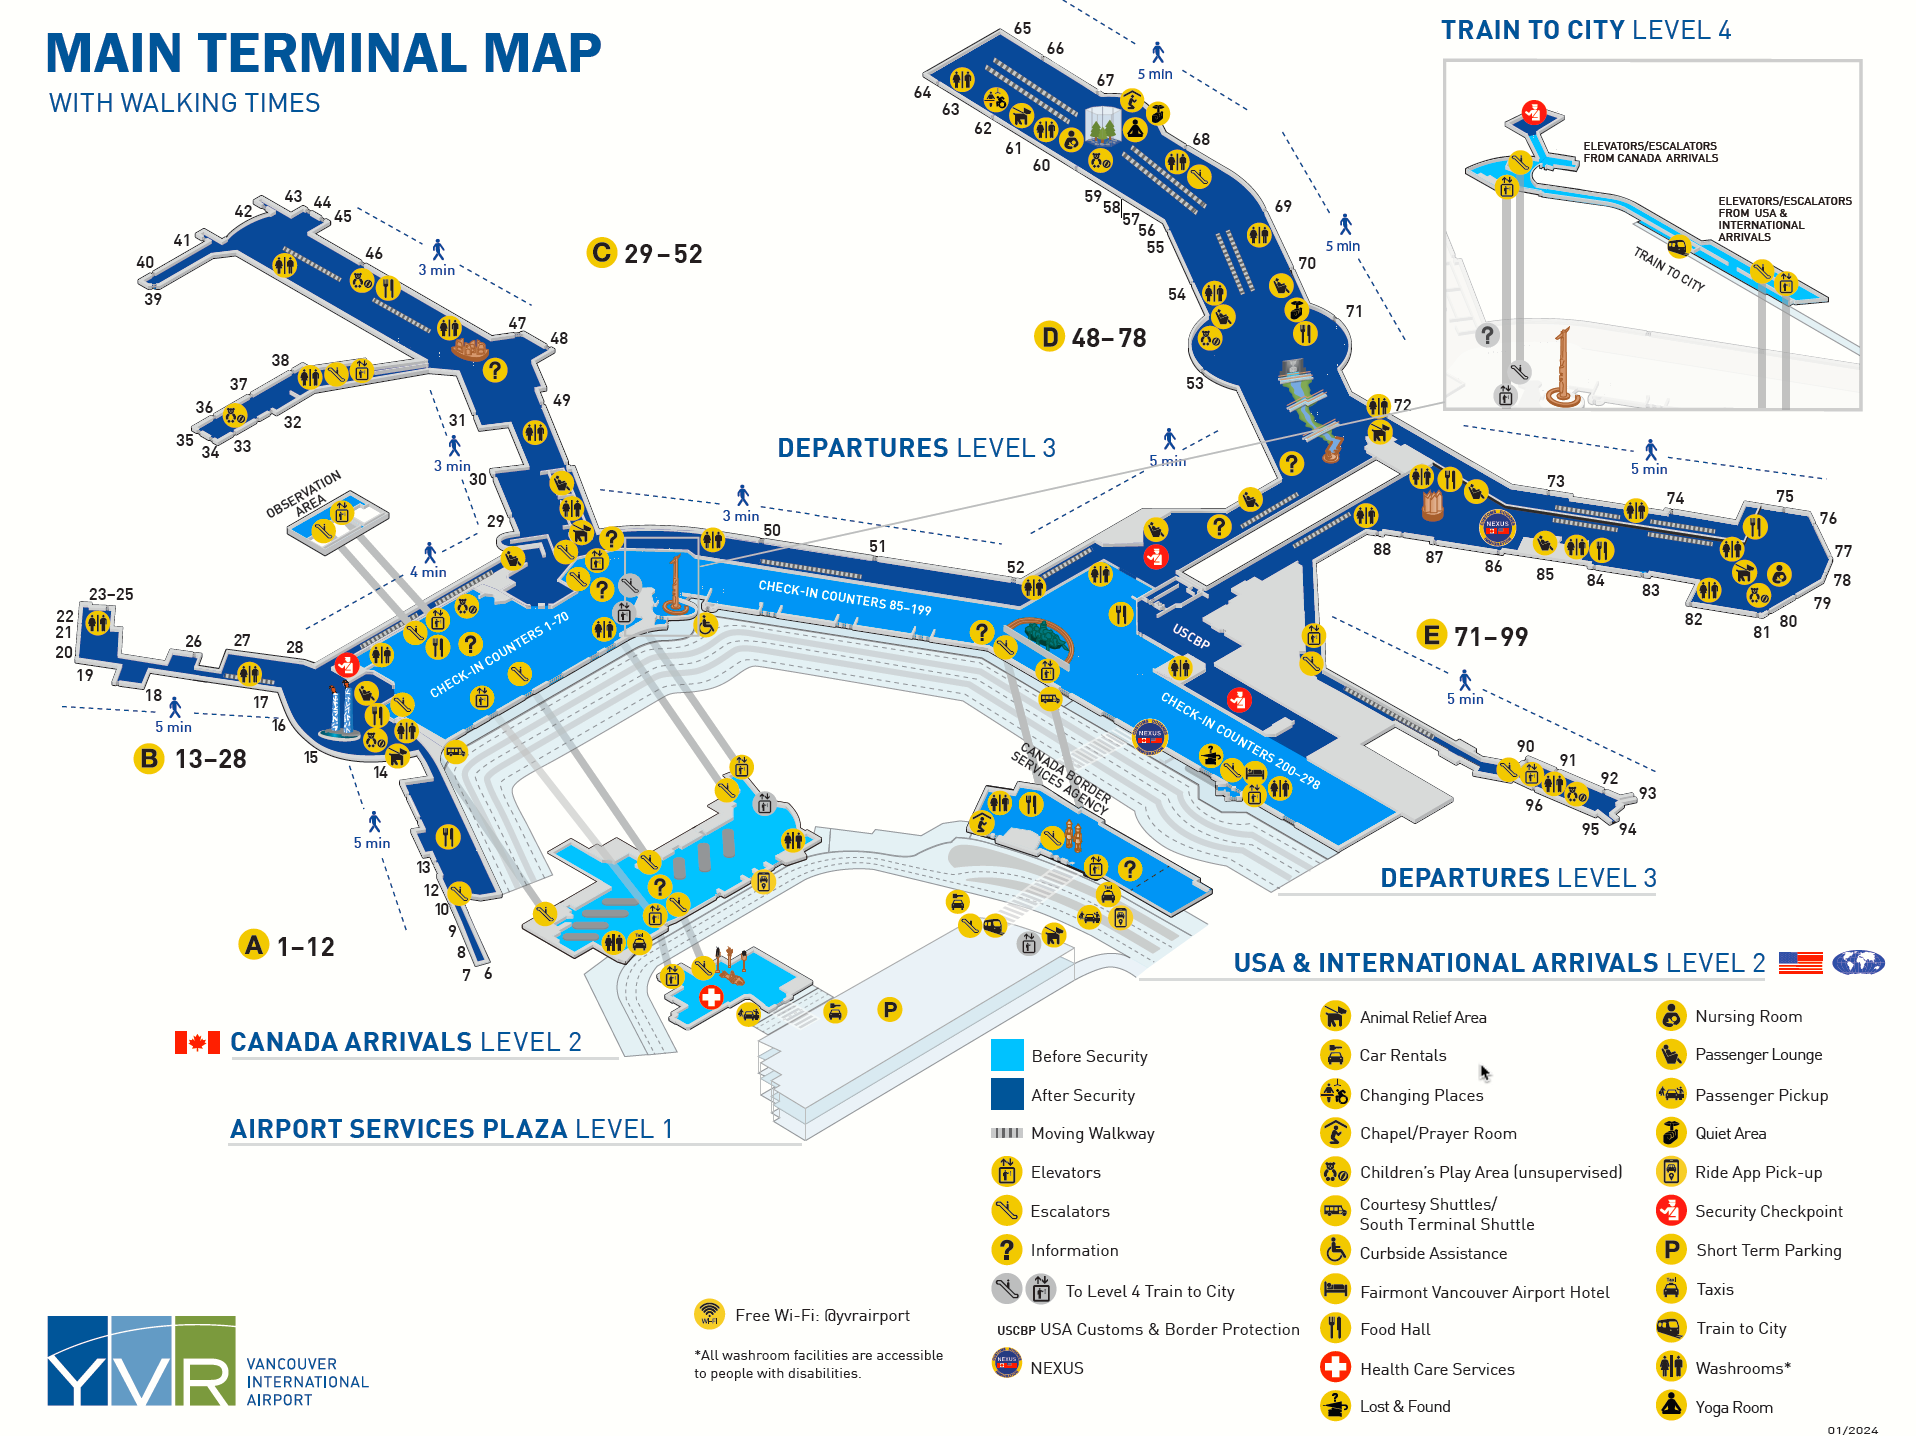 MAIN TERMINAL MAP
WITH WALKING TIMES
TRAIN TO CITY LEVEL 4
ELEVATORS/ESCALATORS
FROM CANADA ARRIVALS
ELEVATORS/ESCALATORS
FROM USA &
INTERNATIONAL
ARRIVALS
TRAIN TO CITY
65
66
67
64
63
62
61
60
59
58
57
56
55
68
69
70
71
54
53
72
5 min
5 min
C 29–52
D 48–78
43
44
42
45
41
46
40
39
3 min
47
48
38
37
36
35
34
33
32
31
49
30
29
3 min
DEPARTURES LEVEL 3
5 min
3 min
5 min
OBSERVATION
AREA
4 min
50
51
52
73
74
75
76
77
78
79
80
81
82
83
84
85
86
87
88
NEXUS
CHECK-IN COUNTERS 1–70
CHECK-IN COUNTERS 85–199
USCBP
CHECK-IN COUNTERS 200–298
NEXUS
E 71–99
5 min
90
91
92
93
94
95
96
23–25
22
21
20
19
26
27
28
18
17
16
15
14
5 min
B 13–28
5 min
13
12
10
9
8
7
6
A 1–12
CANADA BORDER
SERVICES AGENCY
Taxi
Taxi
P
DEPARTURES LEVEL 3
USA & INTERNATIONAL ARRIVALS LEVEL 2
CANADA ARRIVALS LEVEL 2
AIRPORT SERVICES PLAZA LEVEL 1
Before Security
After Security
Moving Walkway
Elevators
Escalators
? Information
To Level 4 Train to City
USCBP USA Customs & Border Protection
NEXUS NEXUS
Animal Relief Area
Car Rentals
Changing Places
Chapel/Prayer Room
Children's Play Area (unsupervised)
Courtesy Shuttles/
South Terminal Shuttle
Curbside Assistance
Fairmont Vancouver Airport Hotel
Food Hall
Health Care Services
Lost & Found
Nursing Room
Passenger Lounge
Passenger Pickup
Quiet Area
Ride App Pick-up
Security Checkpoint
P Short Term Parking
Taxi Taxis
Train to City
Washrooms*
Yoga Room
WI-FI Free Wi-Fi: @yvrairport
*All washroom facilities are accessible
to people with disabilities.
YVR
VANCOUVER
INTERNATIONAL
AIRPORT
01/2024